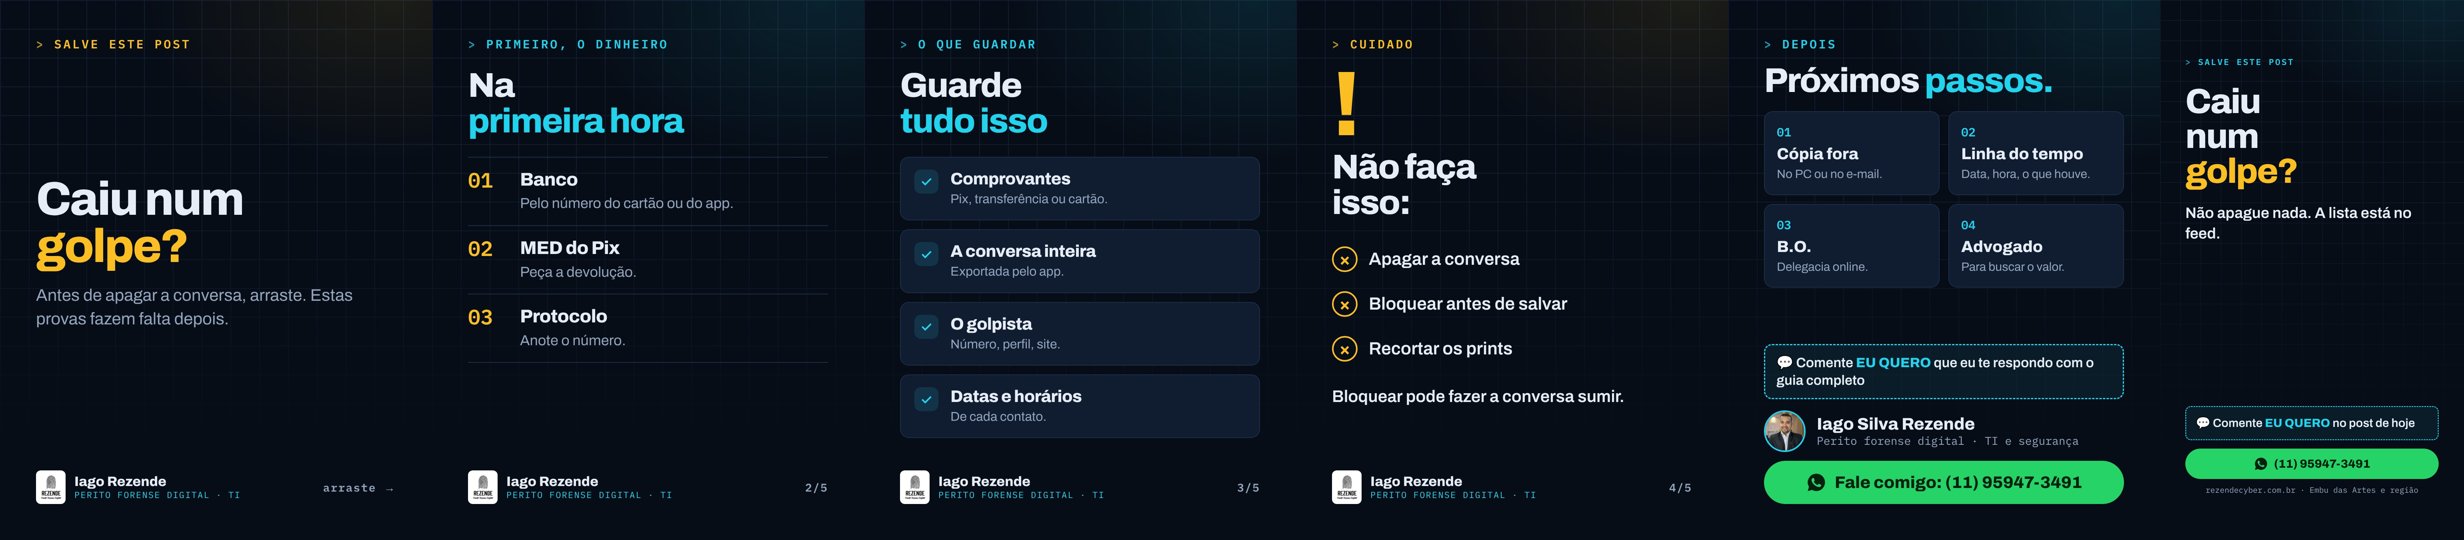 > SALVE ESTE POST
Caiu num
golpe?
Antes de apagar a conversa, arraste. Estas
provas fazem falta depois.
REZENDE
Iago Rezende
PERITO FORENSE DIGITAL · TI
arraste →
> PRIMEIRO, O DINHEIRO
Na
primeira hora
01 Banco
Pelo número do cartão ou do app.
02 MED do Pix
Peça a devolução.
03 Protocolo
Anote o número.
REZENDE
Iago Rezende
PERITO FORENSE DIGITAL · TI
2/5
> O QUE GUARDAR
Guarde
tudo isso
Comprovantes
Pix, transferência ou cartão.
A conversa inteira
Exportada pelo app.
O golpista
Número, perfil, site.
Datas e horários
De cada contato.
REZENDE
Iago Rezende
PERITO FORENSE DIGITAL · TI
3/5
> CUIDADO
!
Não faça
isso:
Apagar a conversa
Bloquear antes de salvar
Recortar os prints
Bloquear pode fazer a conversa sumir.
REZENDE
Iago Rezende
PERITO FORENSE DIGITAL · TI
4/5
> DEPOIS
Próximos passos.
01
Cópia fora
No PC ou no e-mail.
02
Linha do tempo
Data, hora, o que houve.
03
B.O.
Delegacia online.
04
Advogado
Para buscar o valor.
💬 Comente EU QUERO que eu te respondo com o
guia completo
Iago Silva Rezende
Perito forense digital · TI e segurança
Fale comigo: (11) 95947-3491
> SALVE ESTE POST
Caiu
num
golpe?
Não apague nada. A lista está no
feed.
💬 Comente EU QUERO no post de hoje
(11) 95947-3491
rezendecyber.com.br · Embu das Artes e região